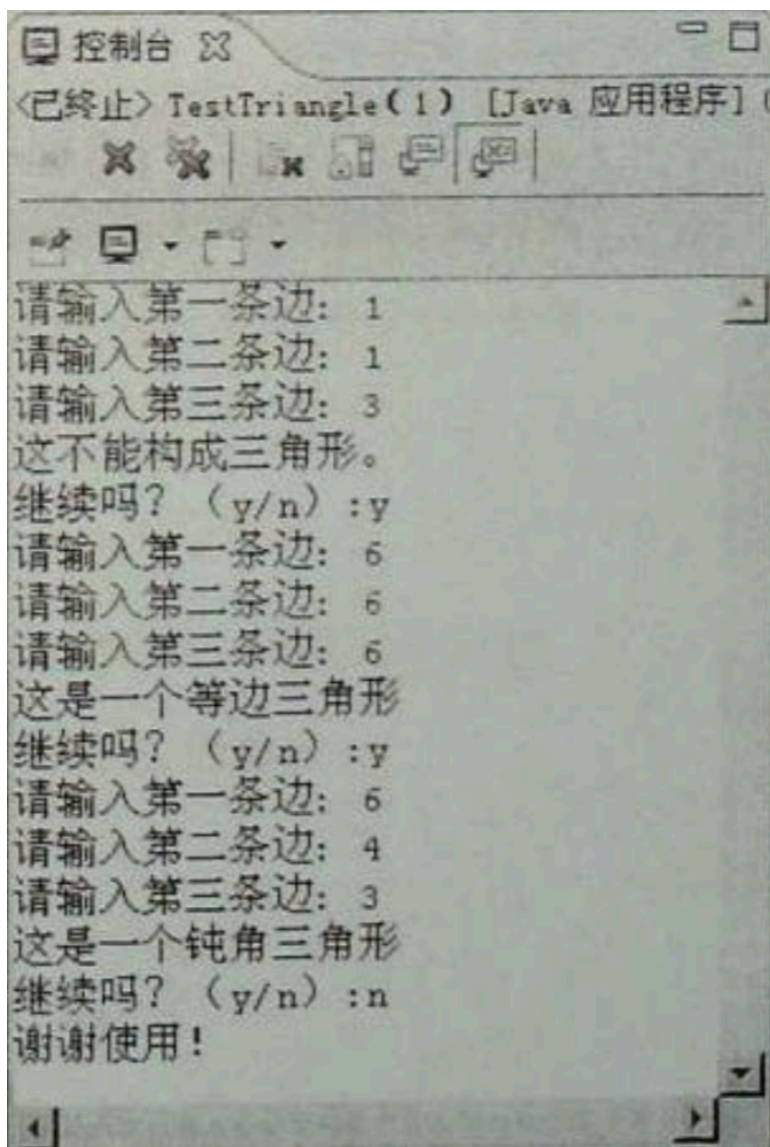 控制台
<已终止> TestTriangle (1) [Java 应用程序] (
请输入第一条边: 1
请输入第二条边: 1
请输入第三条边: 3
这不能构成三角形。
继续吗? (y/n) :y
请输入第一条边: 6
请输入第二条边: 6
请输入第三条边: 6
这是一个等边三角形
继续吗? (y/n) :y
请输入第一条边: 6
请输入第二条边: 4
请输入第三条边: 3
这是一个钝角三角形
继续吗? (y/n) :n
谢谢使用!